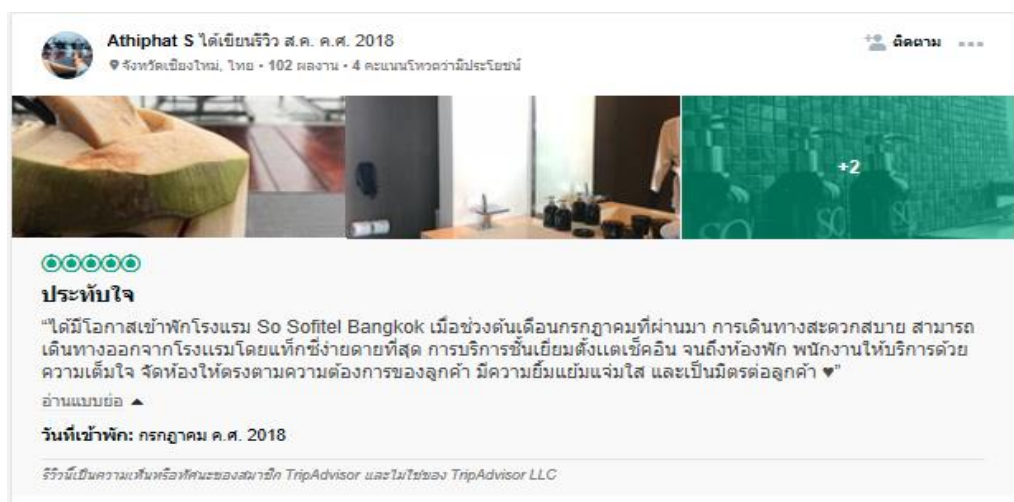 Athiphat S ได้เขียนรีวิว ส.ค. ค.ศ. 2018
ติดตาม
จังหวัดเชียงใหม่, ไทย • 102 ผลงาน • 4 คะแนนโหวตว่ามีประโยชน์
+2
SO
SO
ประทับใจ
“ได้มีโอกาสเข้าพักโรงแรม So Sofitel Bangkok เมื่อช่วงต้นเดือนกรกฎาคมที่ผ่านมา การเดินทางสะดวกสบาย สามารถ
เดินทางออกจากโรงแรมโดยแท็กซี่ง่ายดายที่สุด การบริการชั้นเยี่ยมตั้งแต่เช็คอิน จนถึงห้องพัก พนักงานให้บริการด้วย
ความเต็มใจ จัดห้องให้ตรงตามความต้องการของลูกค้า มีความยิ้มแย้มแจ่มใส และเป็นมิตรต่อลูกค้า ♥”
อ่านแบบย่อ ▲
วันที่เข้าพัก: กรกฎาคม ค.ศ. 2018
รีวิวนี้เป็นความเห็นหรือทัศนะของสมาชิก TripAdvisor และไม่ใช่ของ TripAdvisor LLC